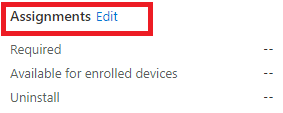 Assignments Edit
Required --
Available for enrolled devices --
Uninstall --